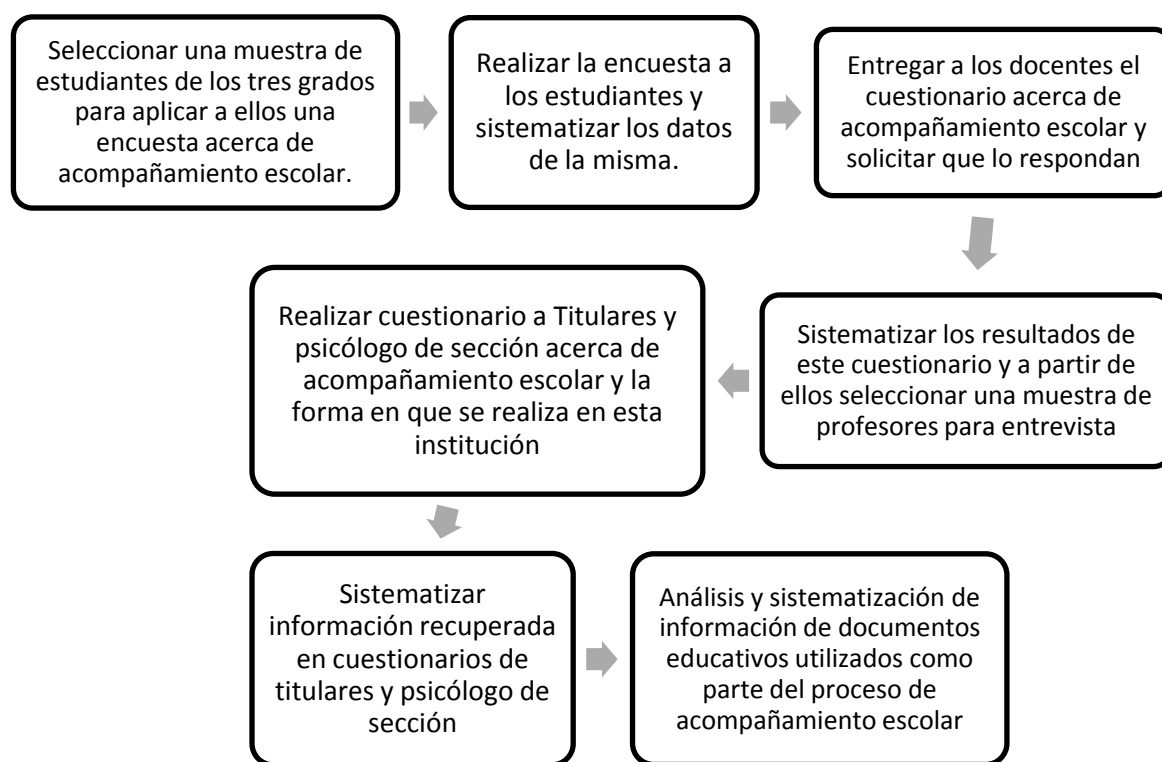 Seleccionar una muestra de
estudiantes de los tres grados
para aplicar a ellos una
encuesta acerca de
acompañamiento escolar.
Realizar la encuesta a
los estudiantes y
sistematizar los datos
de la misma.
Entregar a los docentes el
cuestionario acerca de
acompañamiento escolar y
solicitar que lo respondan
Sistematizar los resultados de
este cuestionario y a partir de
ellos seleccionar una muestra de
profesores para entrevista
Realizar cuestionario a Titulares y
psicólogo de sección acerca de
acompañamiento escolar y la
forma en que se realiza en esta
institución
Sistematizar
información recuperada
en cuestionarios de
titulares y psicólogo de
sección
Análisis y sistematización de
información de documentos
educativos utilizados como
parte del proceso de
acompañamiento escolar